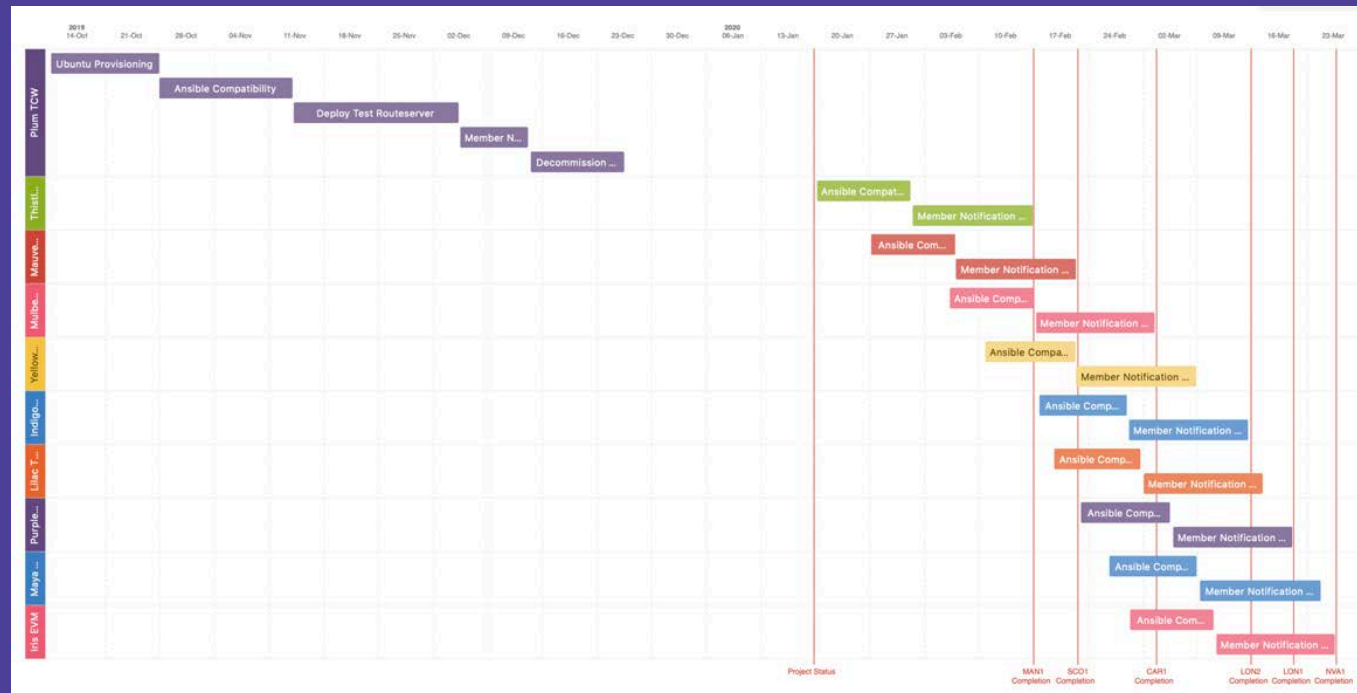 2019
2020
14-Oct 21-Oct 28-Oct 04-Nov 11-Nov 18-Nov 25-Nov 02-Dec 09-Dec 16-Dec 23-Dec 30-Dec 06-Jan 13-Jan 20-Jan 27-Jan 03-Feb 10-Feb 17-Feb 24-Feb 02-Mar 09-Mar 16-Mar 23-Mar
Plum TCW
Ubuntu Provisioning
Ansible Compatibility
Deploy Test Routeserver
Member N...
Decommission ...
Thistl...
Ansible Compat...
Member Notification ...
Mauve...
Ansible Com...
Member Notification ...
Mulbe...
Ansible Comp...
Member Notification ...
Yellow...
Ansible Compa...
Member Notification ...
Indigo...
Ansible Comp...
Member Notification ...
Lilac T...
Ansible Comp...
Member Notification ...
Purple...
Ansible Comp...
Member Notification ...
Maya ...
Ansible Comp...
Member Notification ...
Iris EVM
Ansible Com...
Member Notification ...
Project Status
MAN1
Completion
SCO1
Completion
CAR1
Completion
LON2
Completion
LON1
Completion
NVA1
Completion